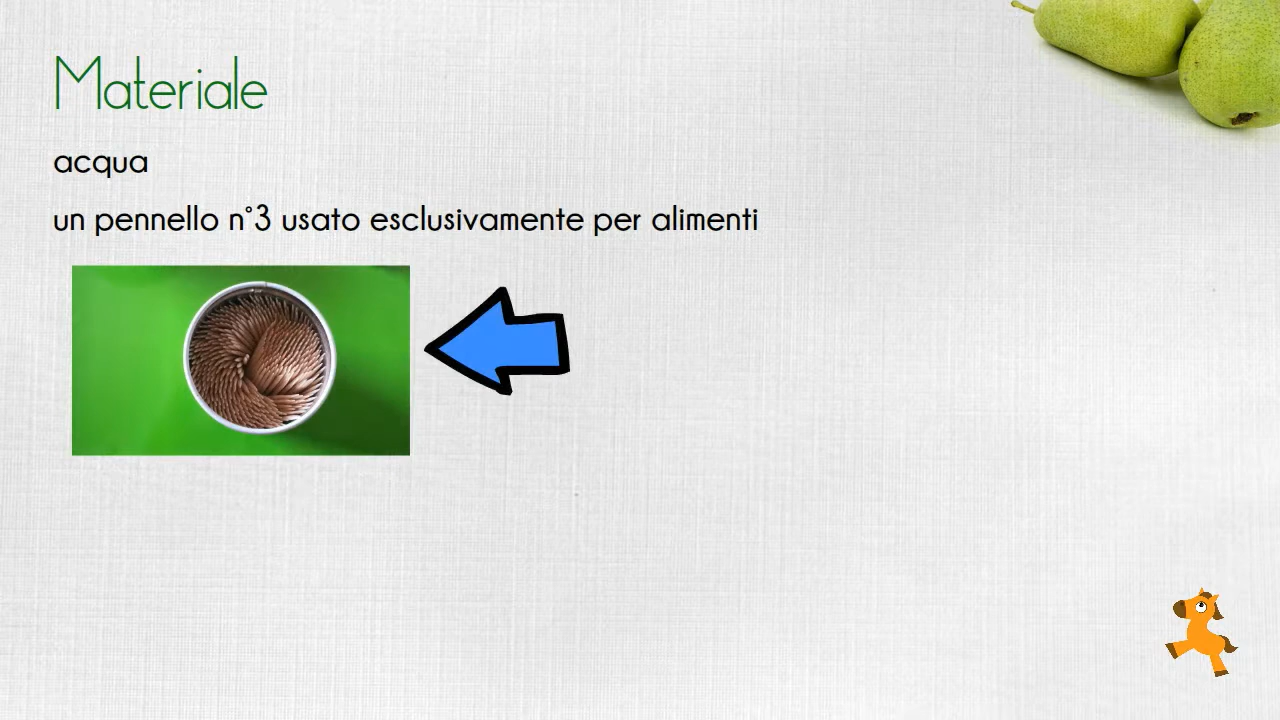 Materiale
acqua
un pennello n°3 usato esclusivamente per alimenti